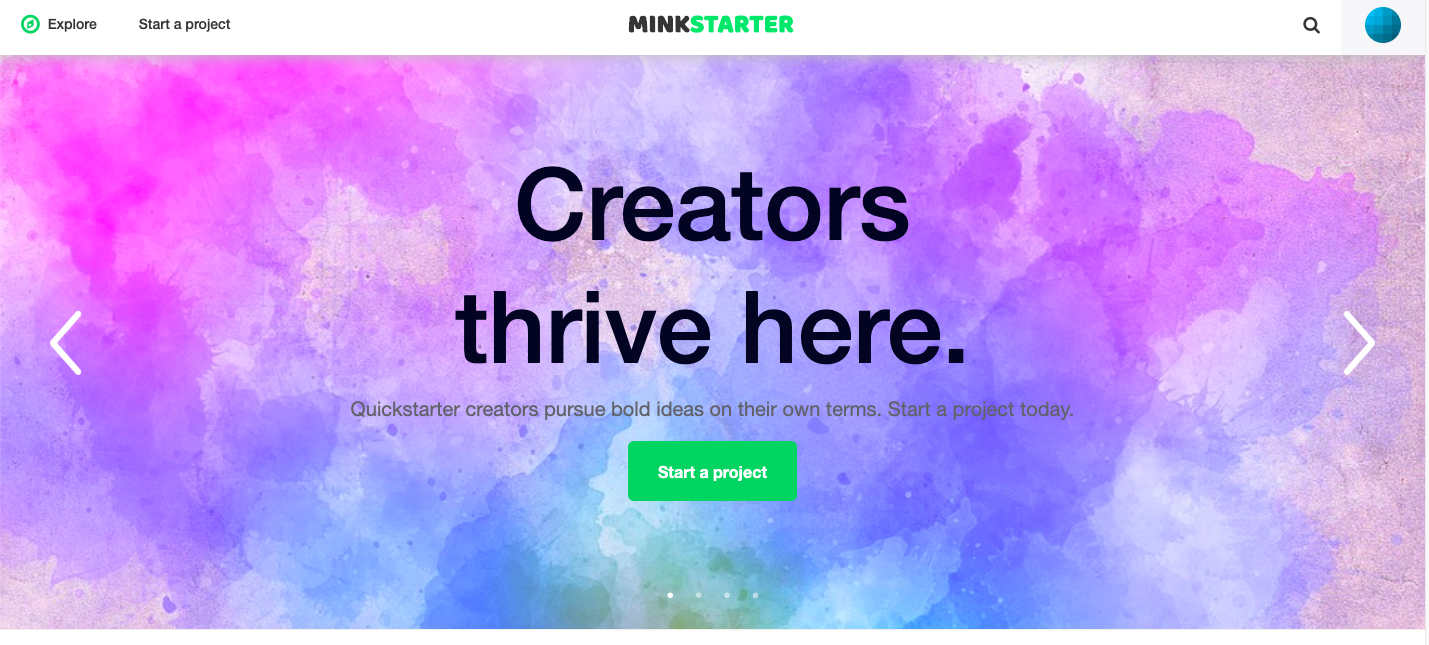 Explore
Start a project
MINKSTARTER
Creators
thrive here.
Quickstarter creators pursue bold ideas on their own terms. Start a project today.
Start a project